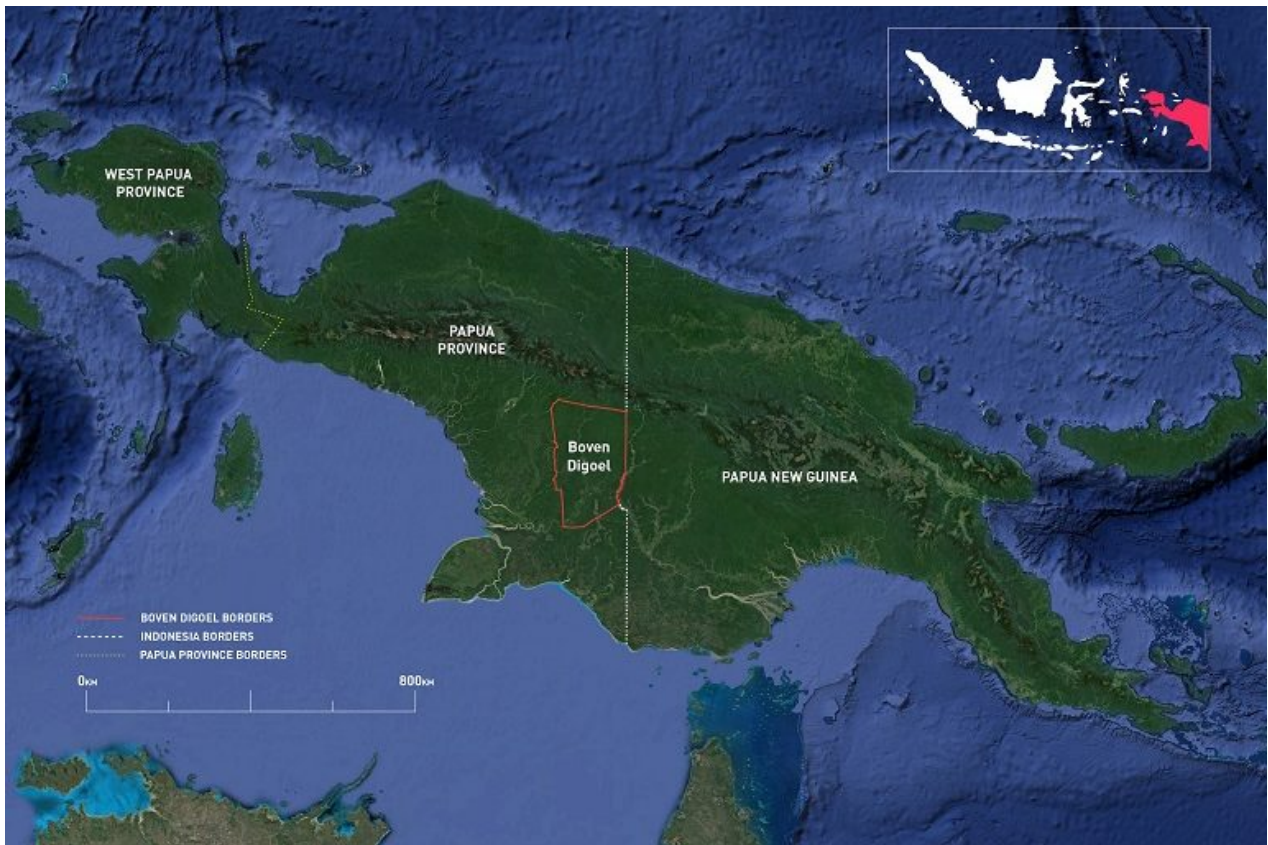 WEST PAPUA
PROVINCE
PAPUA
PROVINCE
Boven
Digoel
PAPUA NEW GUINEA
BOVEN DIGOEL BORDERS
INDONESIA BORDERS
PAPUA PROVINCE BORDERS
0KM
800KM